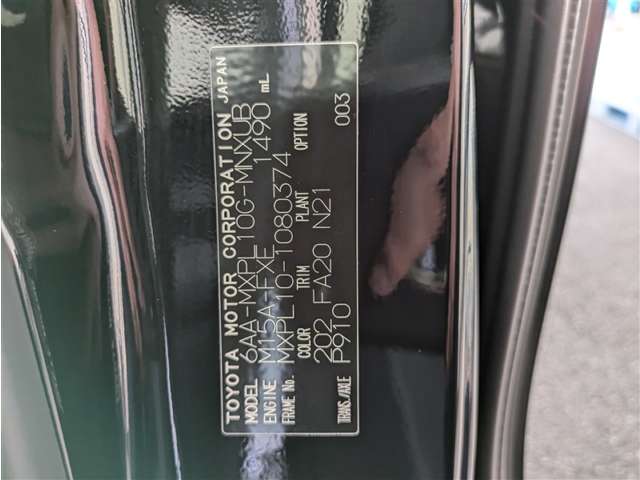 TOYOTA MOTOR CORPORATION JAPAN
MODEL 6AA-MXPL10G-MNXUB
ENGINE M15A-FXE 1490 mL
FRAME No. MXPL10-1080374
COLOR TRIM PLANT OPTION
202 FA20 N21 003
TRANS./AXLE P910